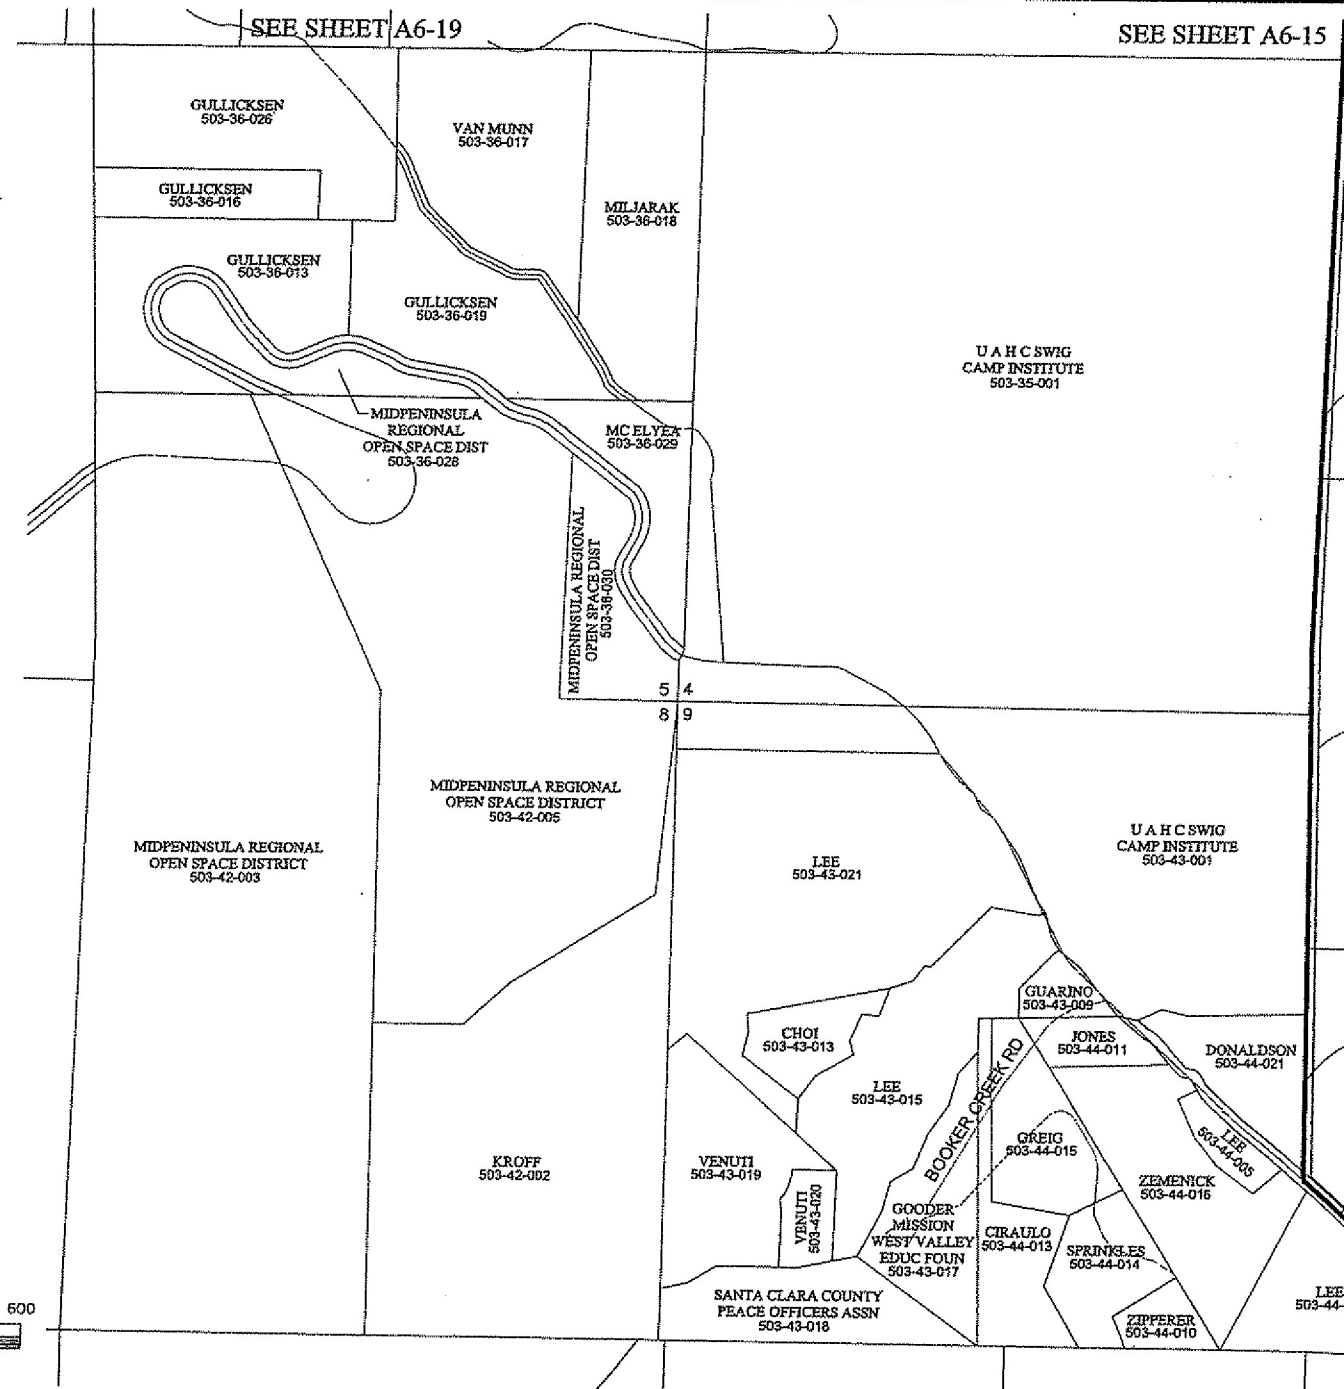 SEE SHEET A6-19
SEE SHEET A6-15
GULLICKSEN
503-36-026
VAN MUNN
503-36-017
GULLICKSEN
503-36-016
MILJARAK
503-36-018
GULLICKSEN
503-36-013
GULLICKSEN
503-36-019
U A H C SWIG
CAMP INSTITUTE
503-35-001
MIDPENINSULA
REGIONAL
OPEN SPACE DIST
503-36-028
MC ELYEA
503-36-029
MIDPENINSULA REGIONAL
OPEN SPACE DIST
503-36-030
5 4
8 9
MIDPENINSULA REGIONAL
OPEN SPACE DISTRICT
503-42-005
MIDPENINSULA REGIONAL
OPEN SPACE DISTRICT
503-42-003
LEE
503-43-021
U A H C SWIG
CAMP INSTITUTE
503-43-001
GUARINO
503-43-009
CHOI
503-43-013
JONES
503-44-011
DONALDSON
503-44-021
LEE
503-43-015
BOOKER CREEK RD
GREIG
503-44-015
LEE
503-44-005
KROFF
503-42-002
VENUTI
503-43-019
VENUTI
503-43-020
ZEMENICK
503-44-016
GOODER
MISSION
WEST VALLEY
EDUC FOUN
503-43-017
CIRAULO
503-44-013
SPRINKLES
503-44-014
SANTA CLARA COUNTY
PEACE OFFICERS ASSN
503-43-018
ZIPPERER
503-44-010
LEE
503-44-
600